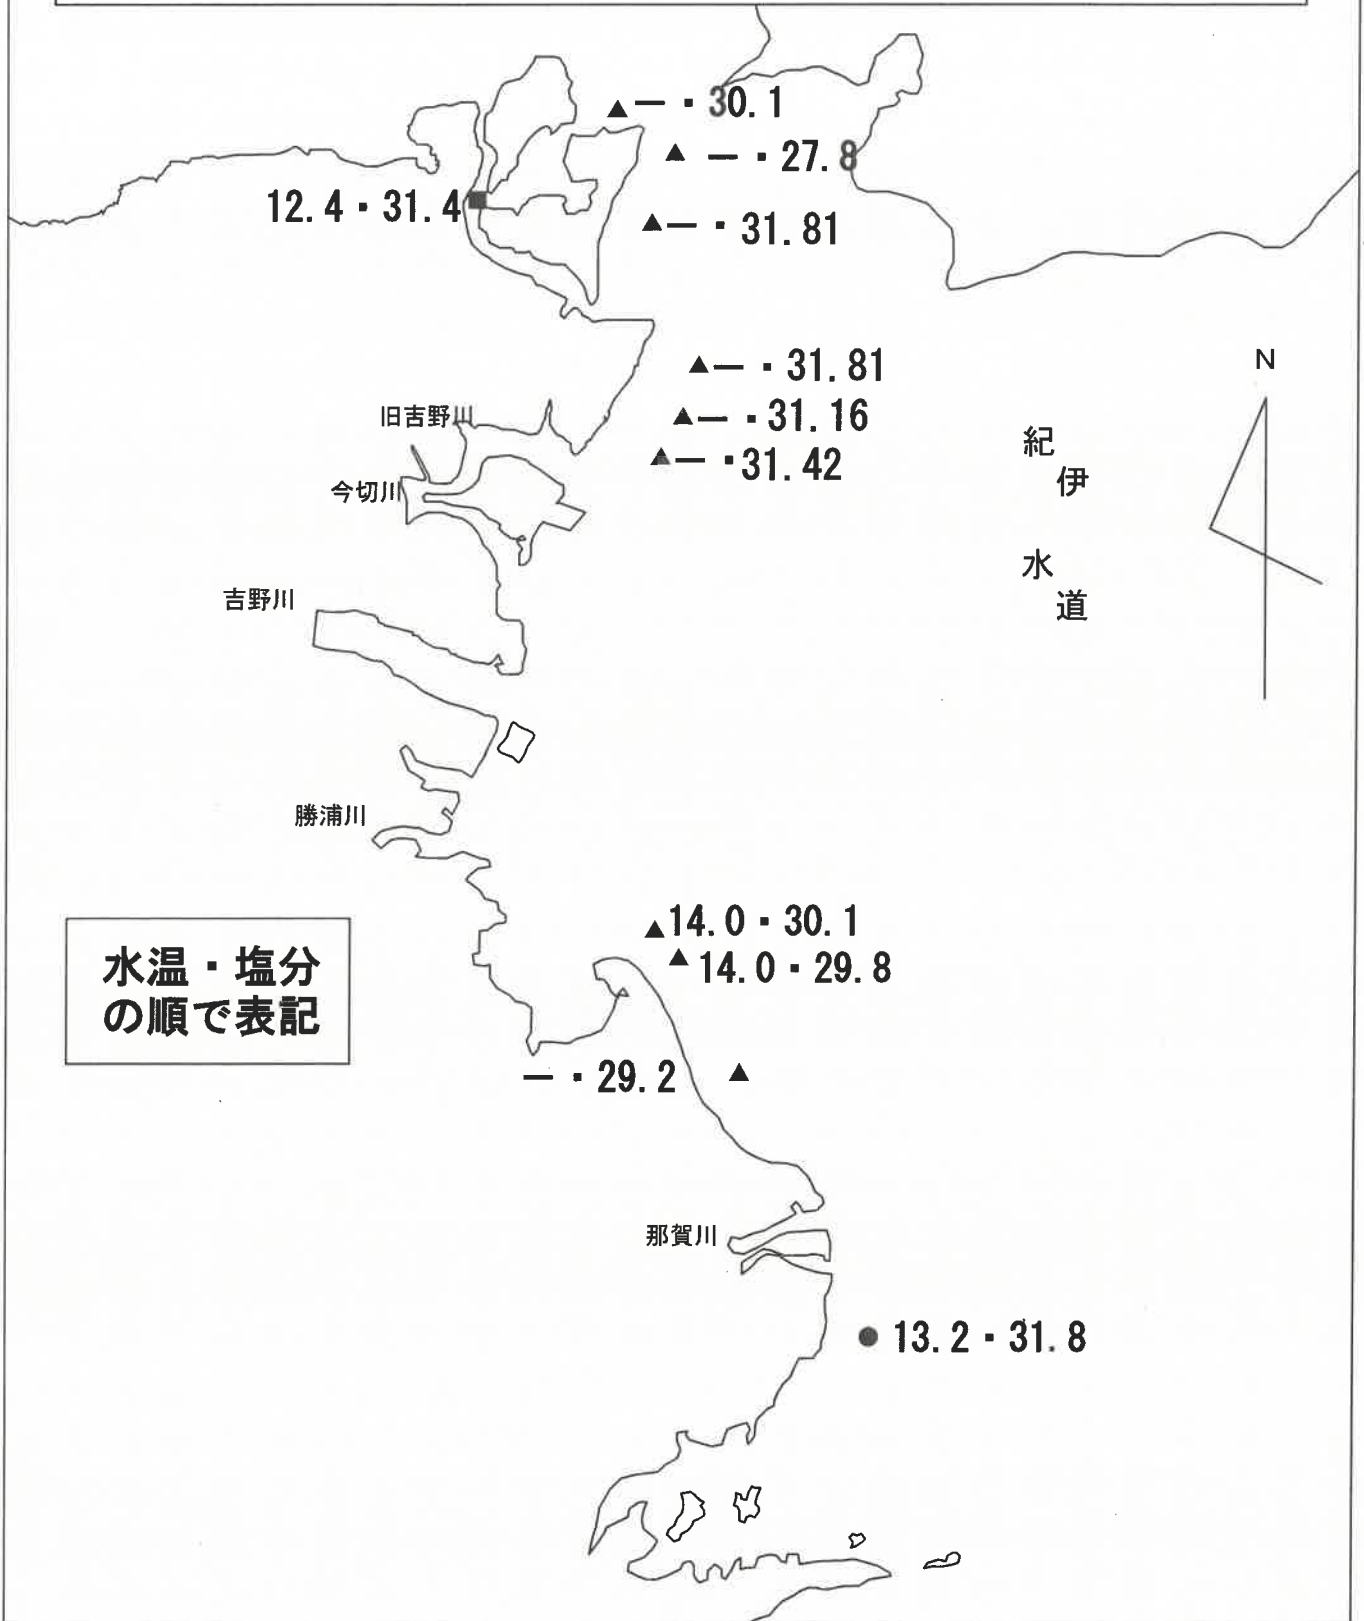 ▲ー・30.1
▲ ー・27.8
12.4・31.4
▲ー・31.81
▲ー・31.81
N
旧吉野川
▲ー・31.16
紀
伊
▲ー・31.42
今切川
水
道
吉野川
勝浦川
▲14.0・30.1
水温・塩分
の順で表記
▲14.0・29.8
ー・29.2 ▲
那賀川
● 13.2・31.8